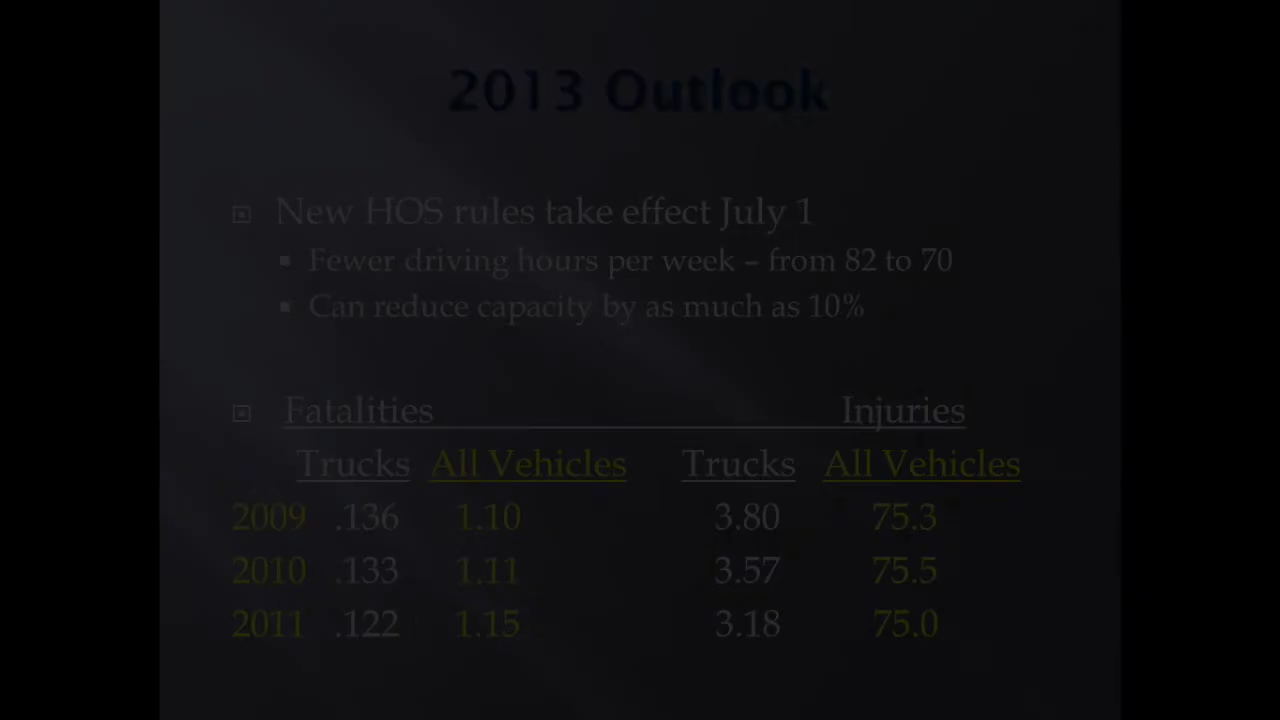 2013 Outlook
New HOS rules take effect July 1
Fewer driving hours per week – from 82 to 70
Can reduce capacity by as much as 10%
Fatalities Injuries
Trucks All Vehicles Trucks All Vehicles
2009 .136 1.10 3.80 75.3
2010 .133 1.11 3.57 75.5
2011 .122 1.15 3.18 75.0